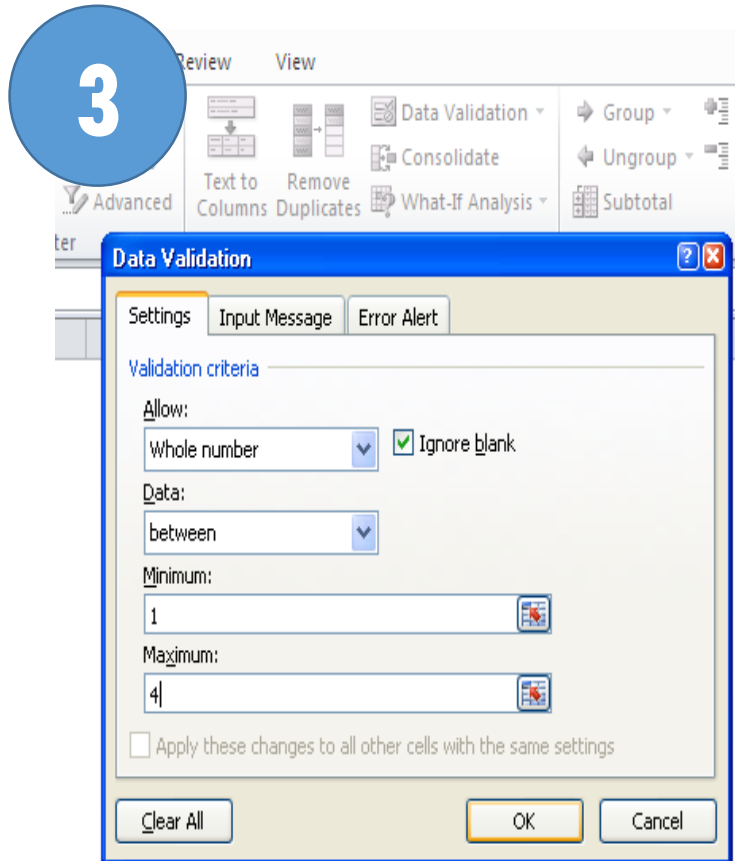 3
Review View
Data Validation Group
Consolidate Ungroup
Text to Columns
Remove Duplicates
Advanced What-If Analysis Subtotal
ter
Data Validation
Settings Input Message Error Alert
Validation criteria
Allow:
Whole number Ignore blank
Data:
between
Minimum:
1
Maximum:
4
Apply these changes to all other cells with the same settings
Clear All OK Cancel